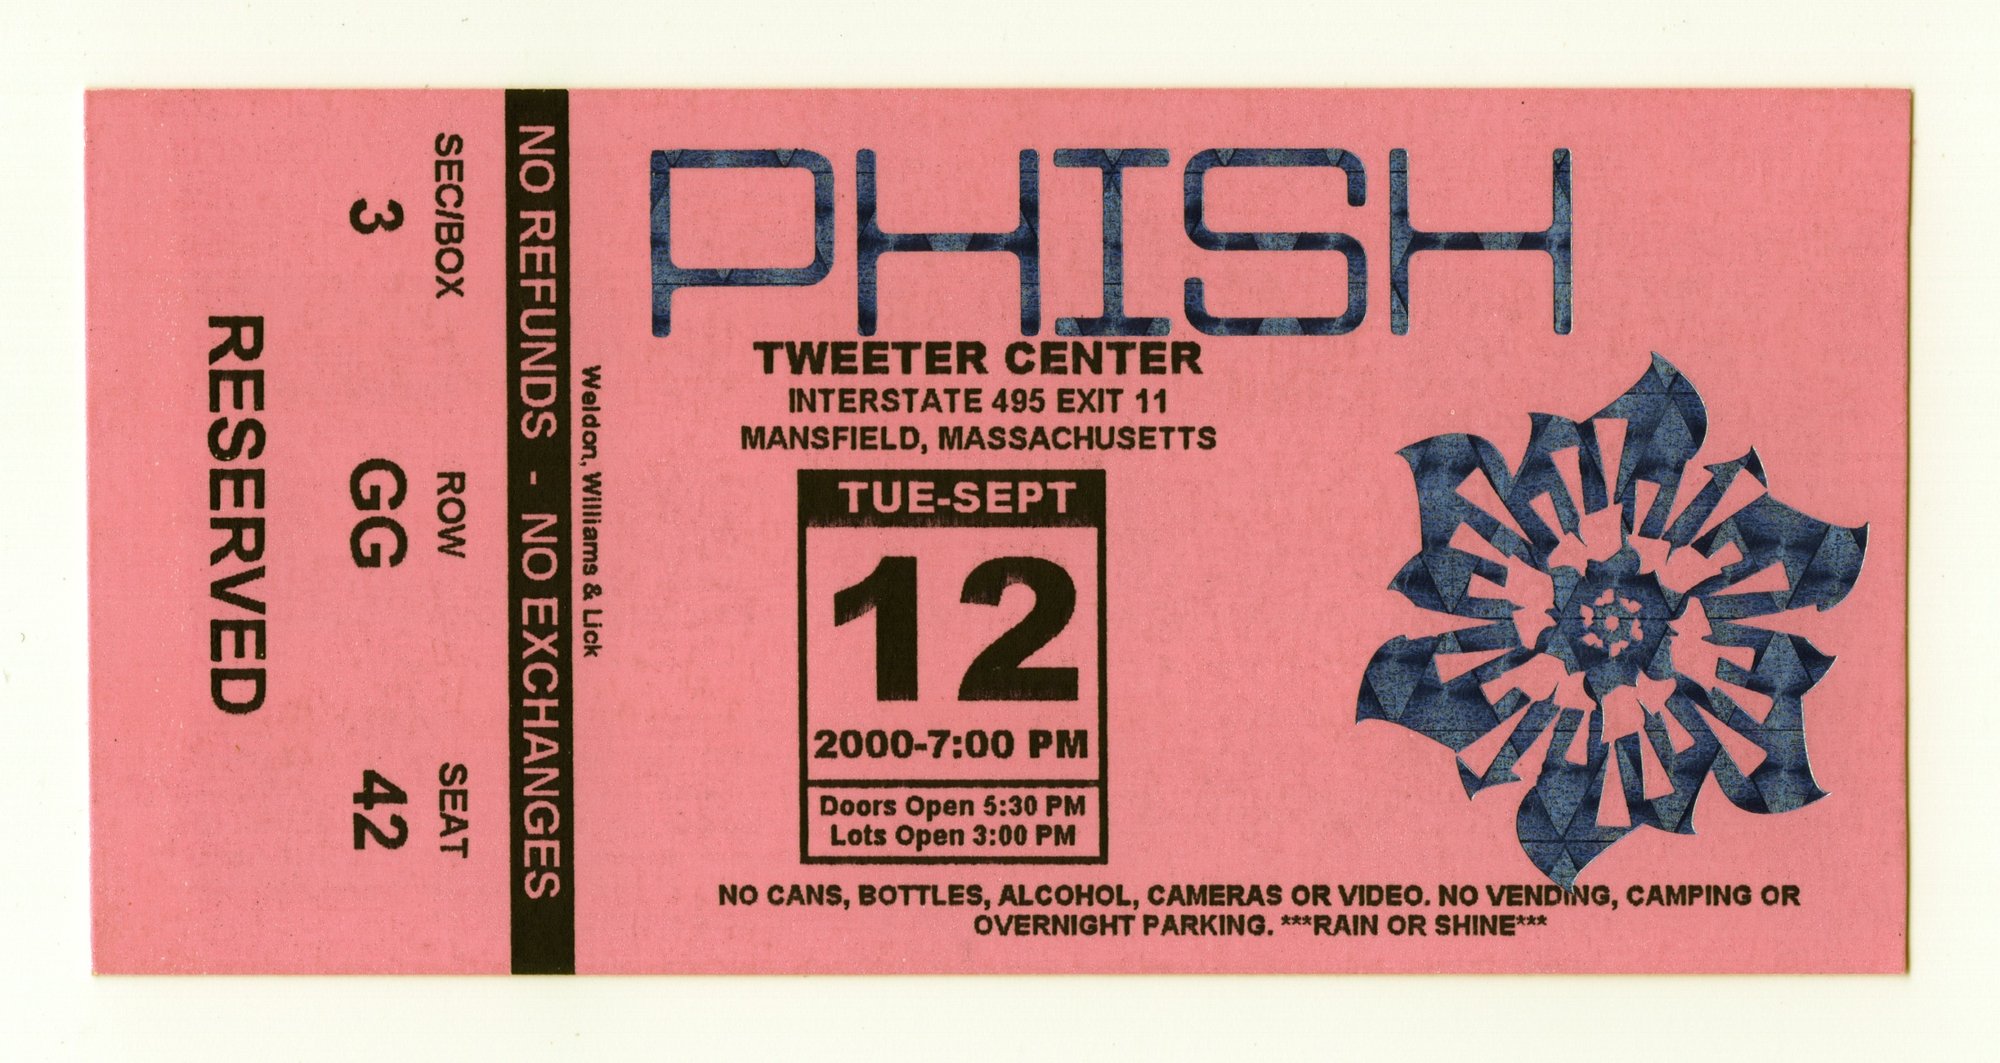 PHISH
TWEETER CENTER
INTERSTATE 495 EXIT 11
MANSFIELD, MASSACHUSETTS
TUE-SEPT
12
2000-7:00 PM
Doors Open 5:30 PM
Lots Open 3:00 PM
NO CANS, BOTTLES, ALCOHOL, CAMERAS OR VIDEO. NO VENDING, CAMPING OR
OVERNIGHT PARKING. ***RAIN OR SHINE***
Weldon, Williams & Lick
NO REFUNDS - NO EXCHANGES
SEC/BOX ROW SEAT
3 GG 42
RESERVED